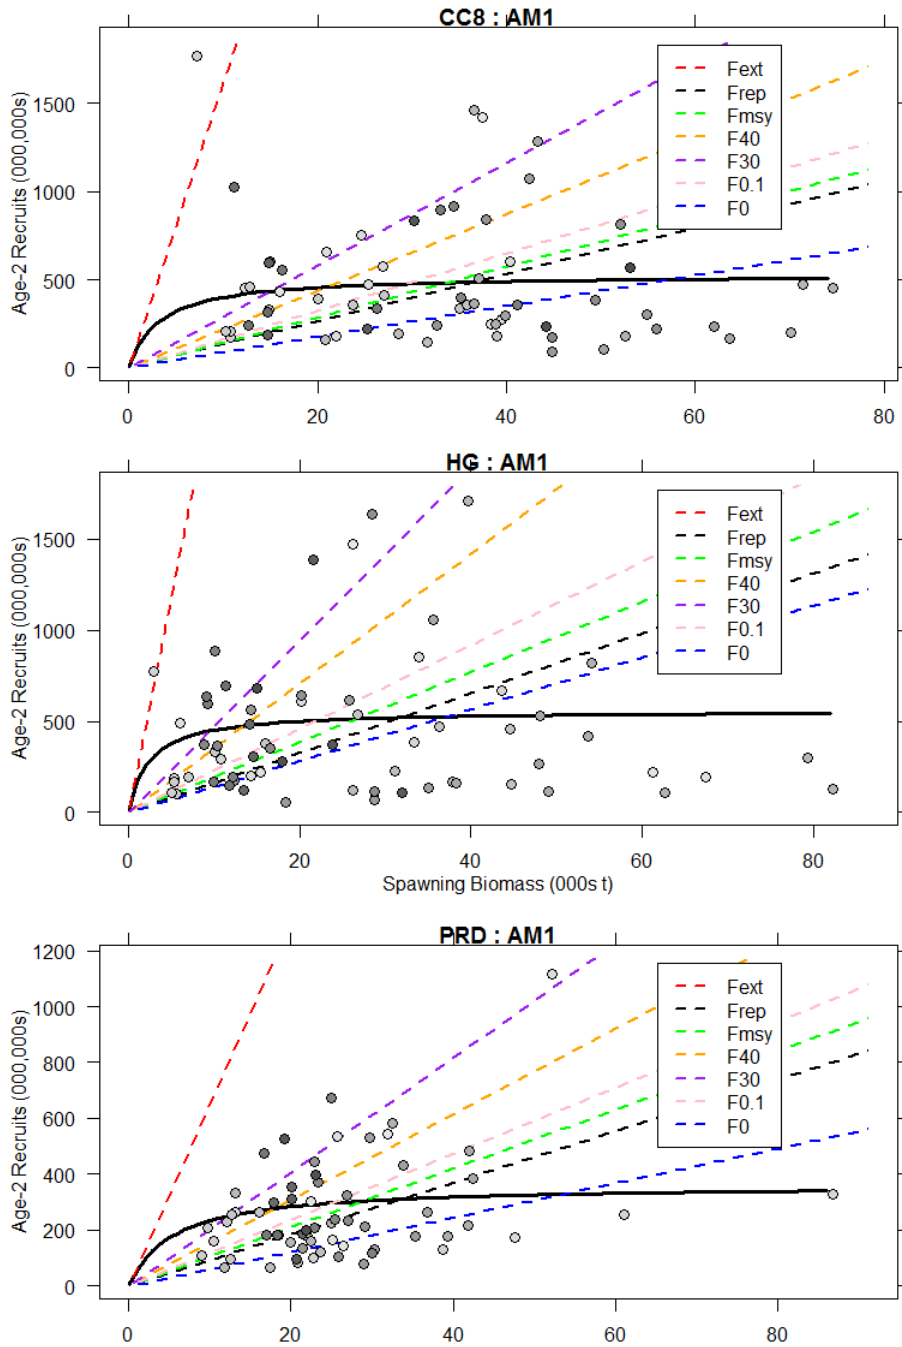 CC8 : AM1
Age-2 Recruits (000,000s)
1500
1000
500
0
Fext
Frep
Fmsy
F40
F30
F0.1
F0
0 20 40 60 80
HG : AM1
Age-2 Recruits (000,000s)
1500
1000
500
0
Fext
Frep
Fmsy
F40
F30
F0.1
F0
0 20 40 60 80
Spawning Biomass (000s t)
PRD : AM1
Age-2 Recruits (000,000s)
1200
1000
800
600
400
200
0
Fext
Frep
Fmsy
F40
F30
F0.1
F0
0 20 40 60 80